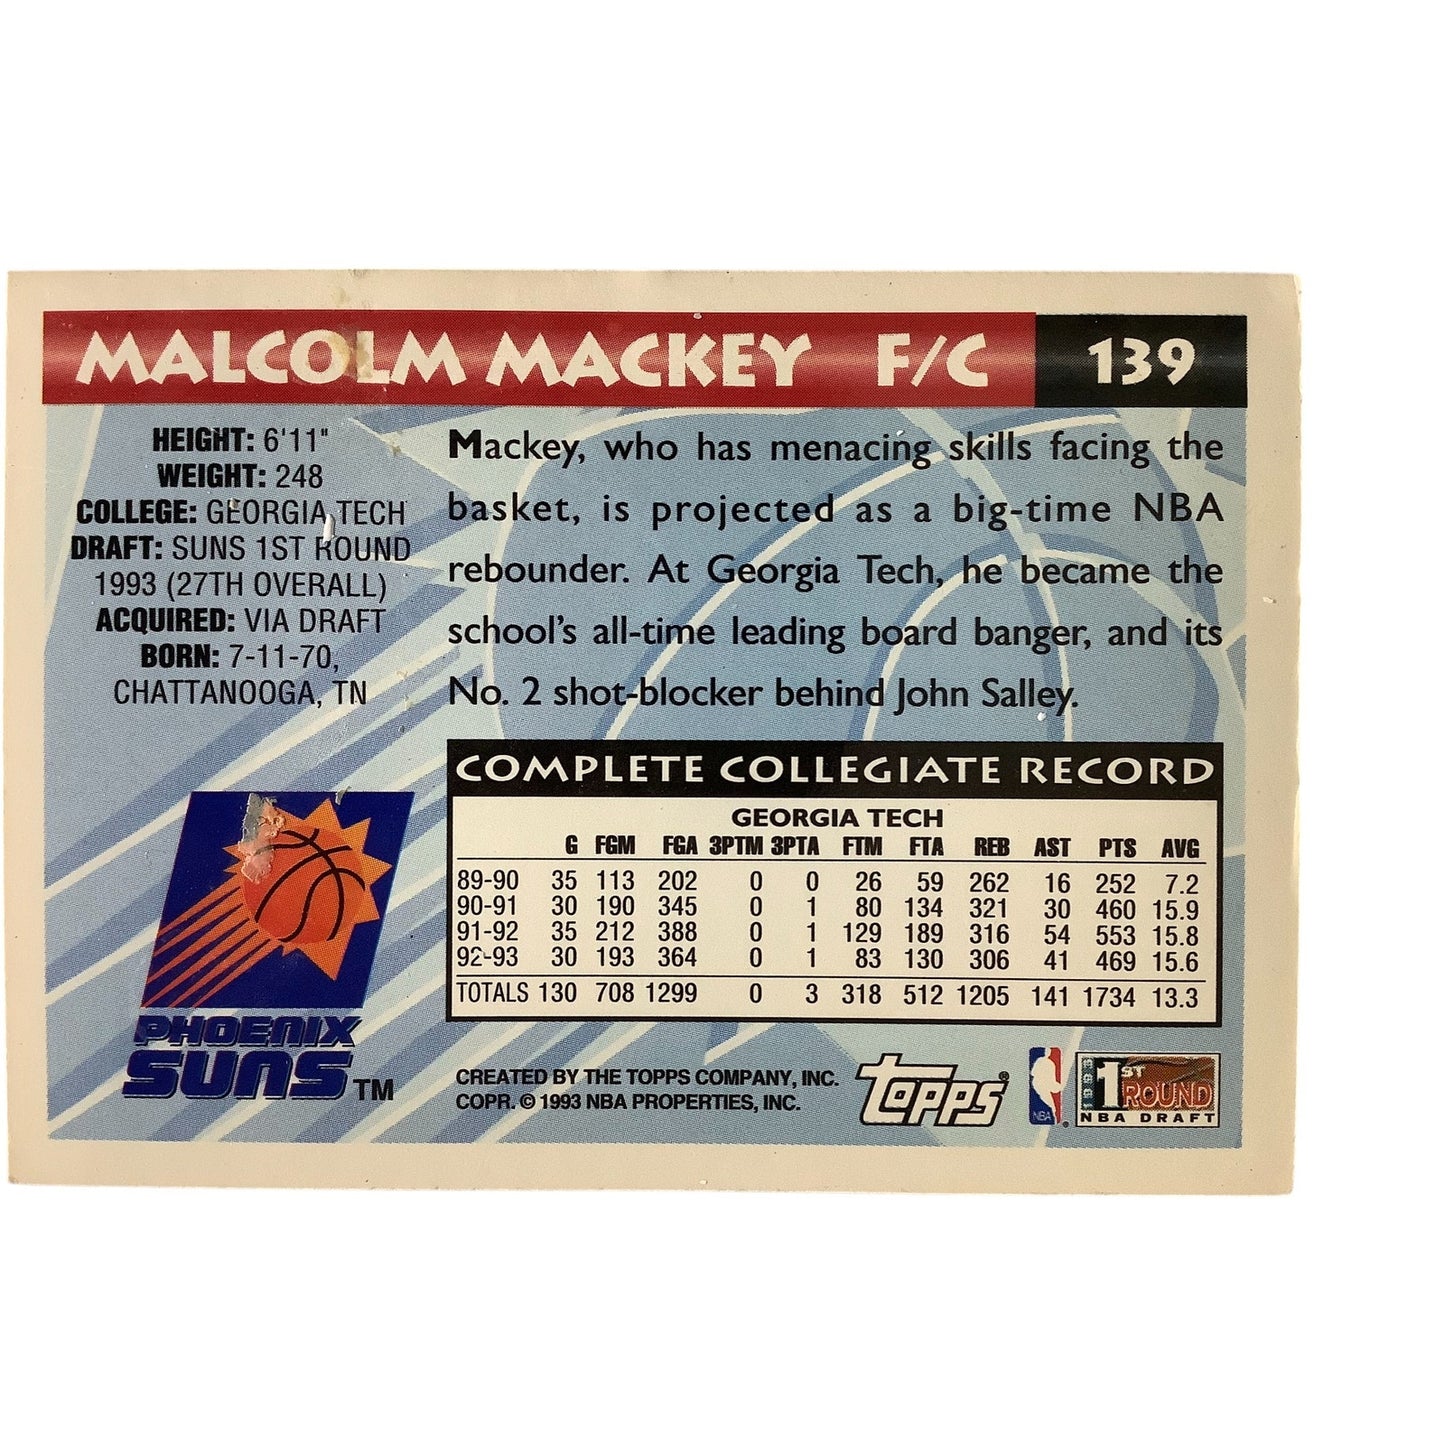 MALCOLM MACKEY F/C 139
HEIGHT: 6'11"
WEIGHT: 248
COLLEGE: GEORGIA TECH
DRAFT: SUNS 1ST ROUND
1993 (27TH OVERALL)
ACQUIRED: VIA DRAFT
BORN: 7-11-70,
CHATTANOOGA, TN
Mackey, who has menacing skills facing the
basket, is projected as a big-time NBA
rebounder. At Georgia Tech, he became the
school's all-time leading board banger, and its
No. 2 shot-blocker behind John Salley.
COMPLETE COLLEGIATE RECORD
GEORGIA TECH
G FGM FGA 3PTM 3PTA FTM FTA REB AST PTS AVG
89-90 35 113 202 0 0 26 59 262 16 252 7.2
90-91 30 190 345 0 1 80 134 321 30 460 15.9
91-92 35 212 388 0 1 129 189 316 54 553 15.8
92-93 30 193 364 0 1 83 130 306 41 469 15.6
TOTALS 130 708 1299 0 3 318 512 1205 141 1734 13.3
PHOENIX
SUNS TM
CREATED BY THE TOPPS COMPANY, INC.
COPR. © 1993 NBA PROPERTIES, INC.
TOPPS®
NBA ®
1993 1ST
ROUND
NBA DRAFT